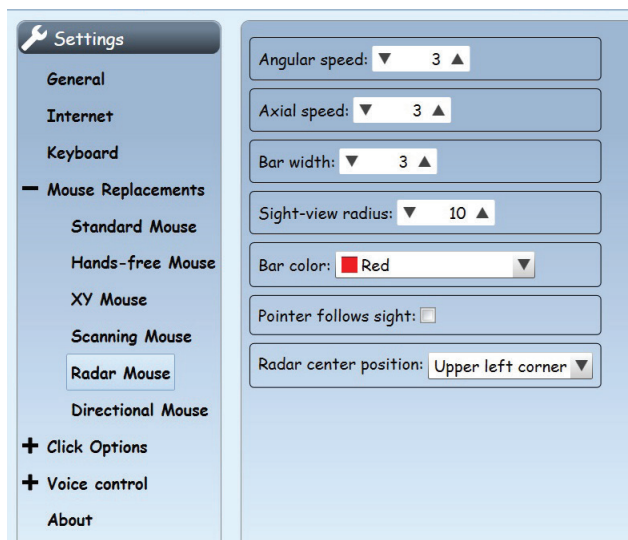 Settings
General
Internet
Keyboard
Mouse Replacements
Standard Mouse
Hands-free Mouse
XY Mouse
Scanning Mouse
Radar Mouse
Directional Mouse
Click Options
Voice control
About
Angular speed: 3
Axial speed: 3
Bar width: 3
Sight-view radius: 10
Bar color: Red
Pointer follows sight:
Radar center position: Upper left corner